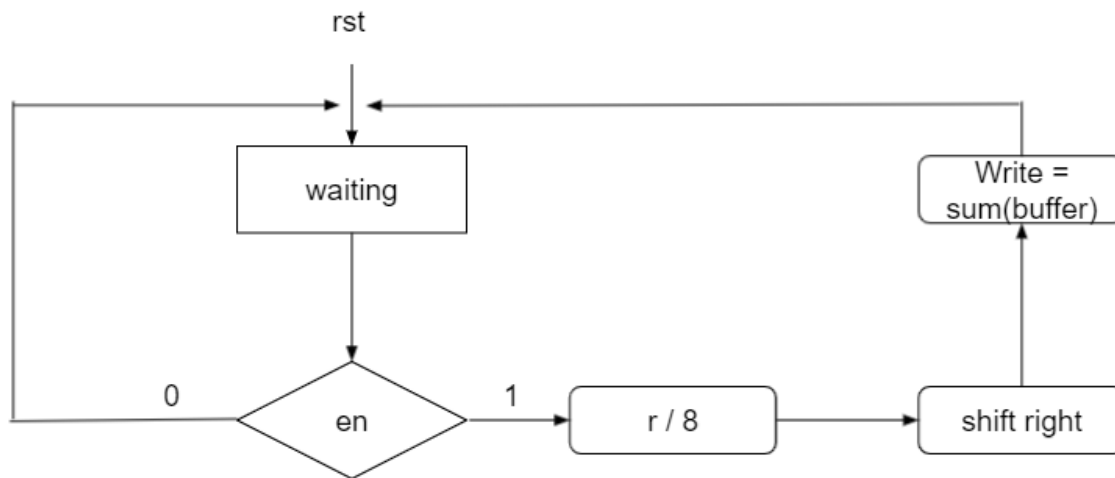 rst
waiting
Write =
sum(buffer)
0
1
en
r / 8
shift right